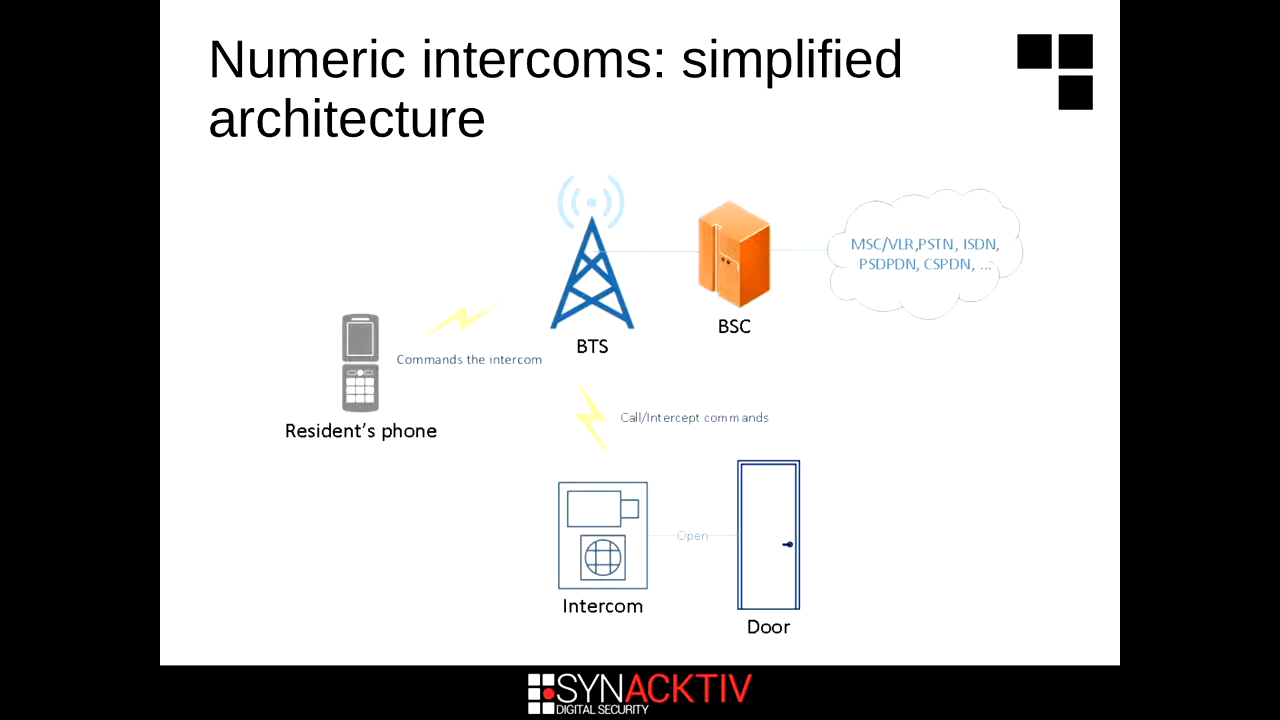 Numeric intercoms: simplified
architecture
MSC/VLR,PSTN, ISDN,
PSDPDN, CSPDN, ...
BSC
BTS
Commands the intercom
Resident's phone
Call/Intercept commands
Open
Intercom
Door
SYNACKTIV
DIGITAL SECURITY